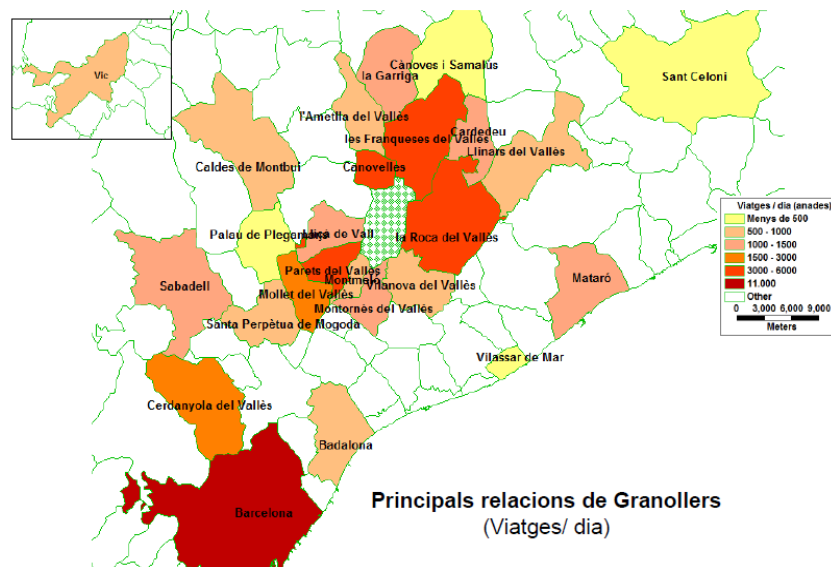 Vic
Cànoves i Samalús
la Garriga
Sant Celoni
l'Ametlla del Vallès
Cardedeu
les Franqueses del Vallès
Llinars del Vallès
Caldes de Montbui
Cànovelles
Palau de Plegamans
Lliçà de Vall
la Roca del Vallès
Parets del Vallès
Montmeló
Sabadell
Mataró
Vilanova del Vallès
Mollet del Vallès
Montornès del Vallès
Santa Perpètua de Mogoda
Vilassar de Mar
Cerdanyola del Vallès
Badalona
Barcelona
Viatges / dia (anades)
Menys de 500
500 - 1000
1000 - 1500
1500 - 3000
3000 - 6000
11.000
Other
0 3,000 6,000 9,000
Meters
Principals relacions de Granollers
(Viatges/ dia)